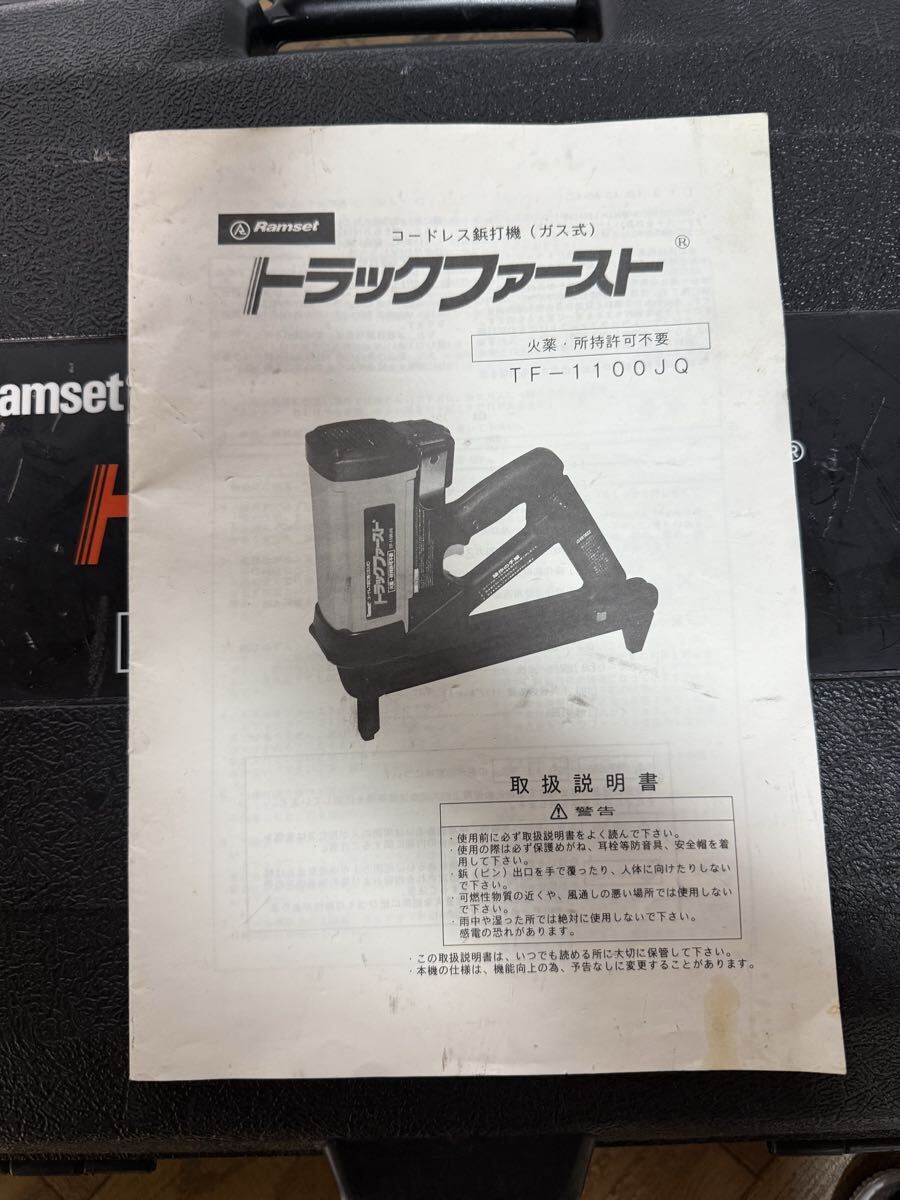 Ramset
コードレス鋲打機（ガス式）
トラックファースト®
火薬・所持許可不要
TF-1100JQ
amset
®
トラックファースト
取扱説明書
⚠警告
・使用前に必ず取扱説明書をよく読んで下さい。
・使用の際は必ず保護めがね、耳栓等防音具、安全帽を着
用して下さい。
・鋲（ピン）出口を手で覆ったり、人体に向けたりしない
で下さい。
・可燃性物質の近くや、風通しの悪い場所では使用しない
で下さい。
・雨中や湿った所では絶対に使用しないで下さい。
感電の恐れがあります。
・この取扱説明書は、いつでも読める所に大切に保管して下さい。
・本機の仕様は、機能向上の為、予告なしに変更することがあります。